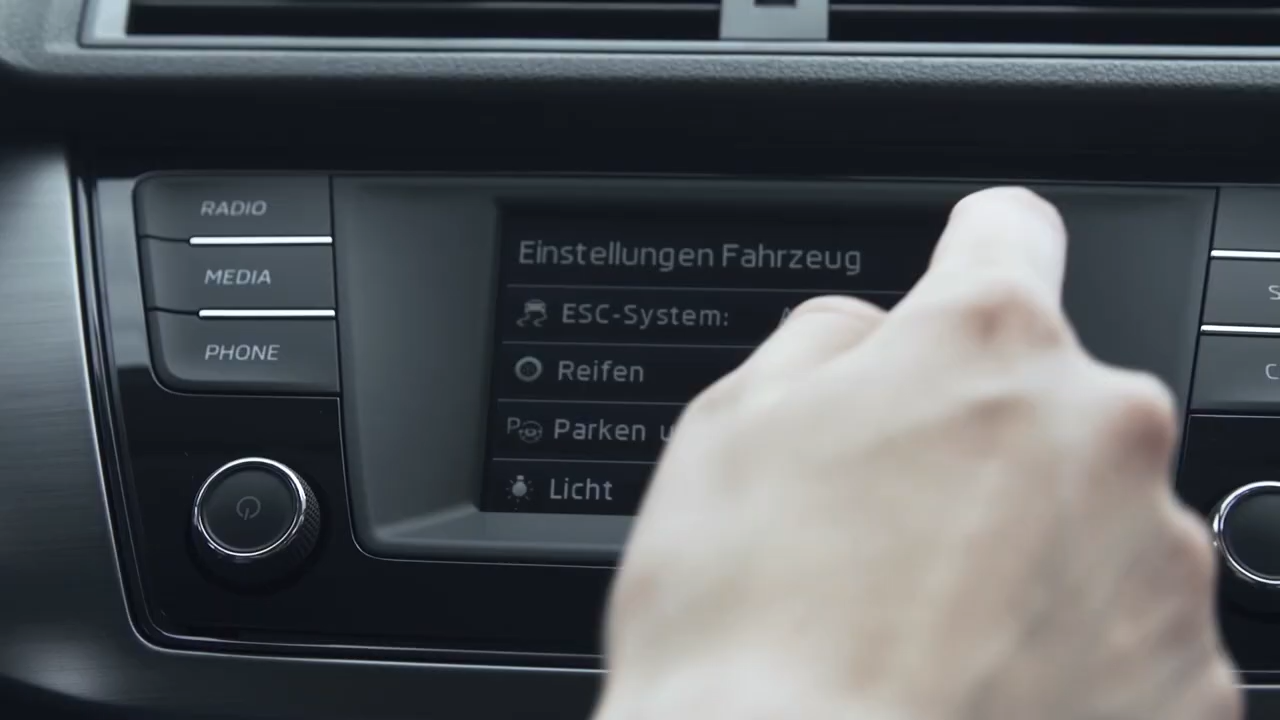 RADIO
MEDIA
PHONE
Einstellungen Fahrzeug
ESC-System:
Reifen
Parken
Licht